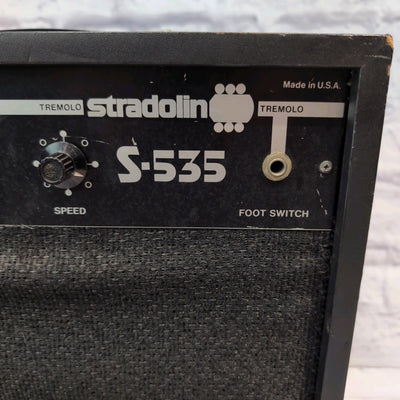 Made in U.S.A.
TREMOLO stradolin TREMOLO
S-535
SPEED
FOOT SWITCH